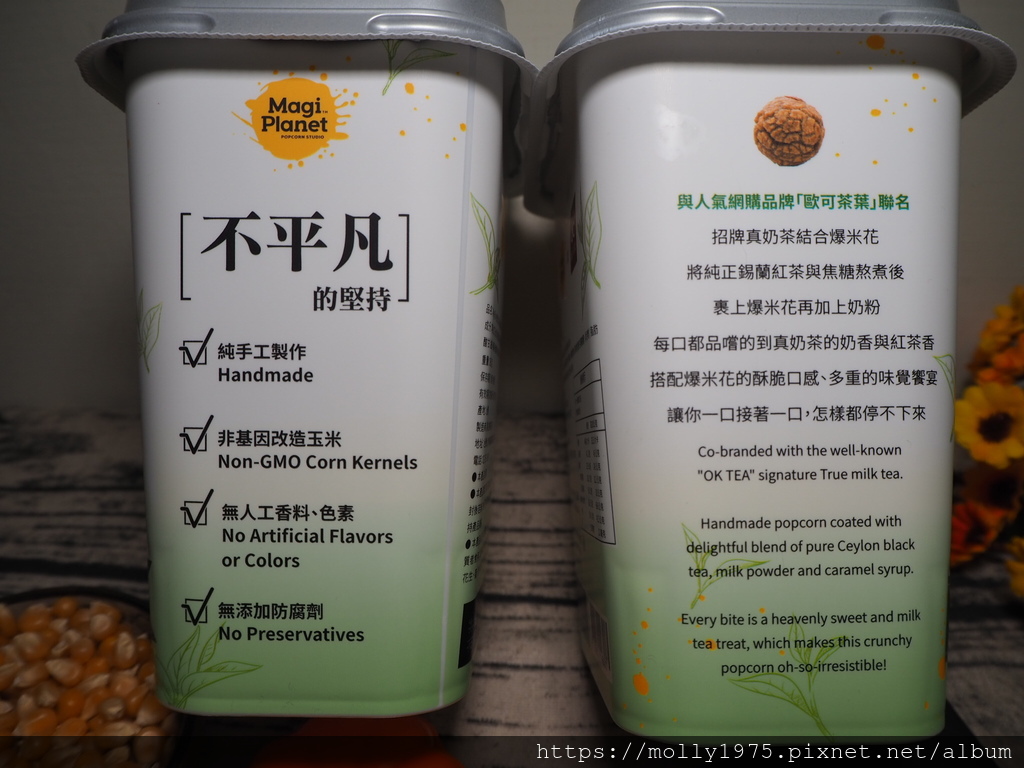 Magi
Planet
POPCORN STUDIO
不平凡
的堅持
純手工製作
Handmade
非基因改造玉米
Non-GMO Corn Kernels
無人工香料、色素
No Artificial Flavors
or Colors
無添加防腐劑
No Preservatives
與人氣網購品牌「歐可茶葉」聯名
招牌真奶茶結合爆米花
將純正錫蘭紅茶與焦糖熬煮後
裹上爆米花再加上奶粉
每口都品嚐的到真奶茶的奶香與紅茶香
搭配爆米花的酥脆口感、多重的味覺饗宴
讓你一口接著一口，怎樣都停不下來
Co-branded with the well-known
"OK TEA" signature True milk tea.
Handmade popcorn coated with
delightful blend of pure Ceylon black
tea, milk powder and caramel syrup.
Every bite is a heavenly sweet and milk
tea treat, which makes this crunchy
popcorn oh-so-irresistible!
https://molly1975.pixnet.net/album